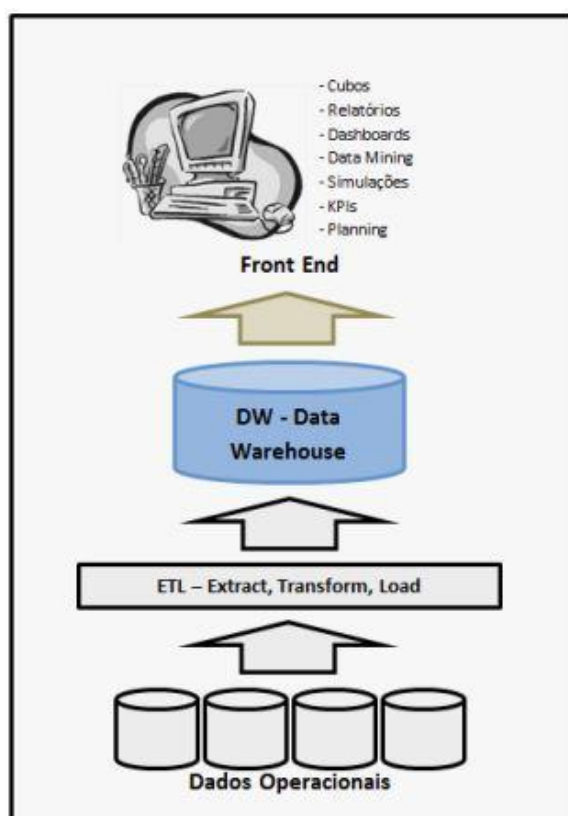 - Cubos
- Relatórios
- Dashboards
- Data Mining
- Simulações
- KPIs
- Planning
Front End
DW - Data
Warehouse
ETL – Extract, Transform, Load
Dados Operacionais